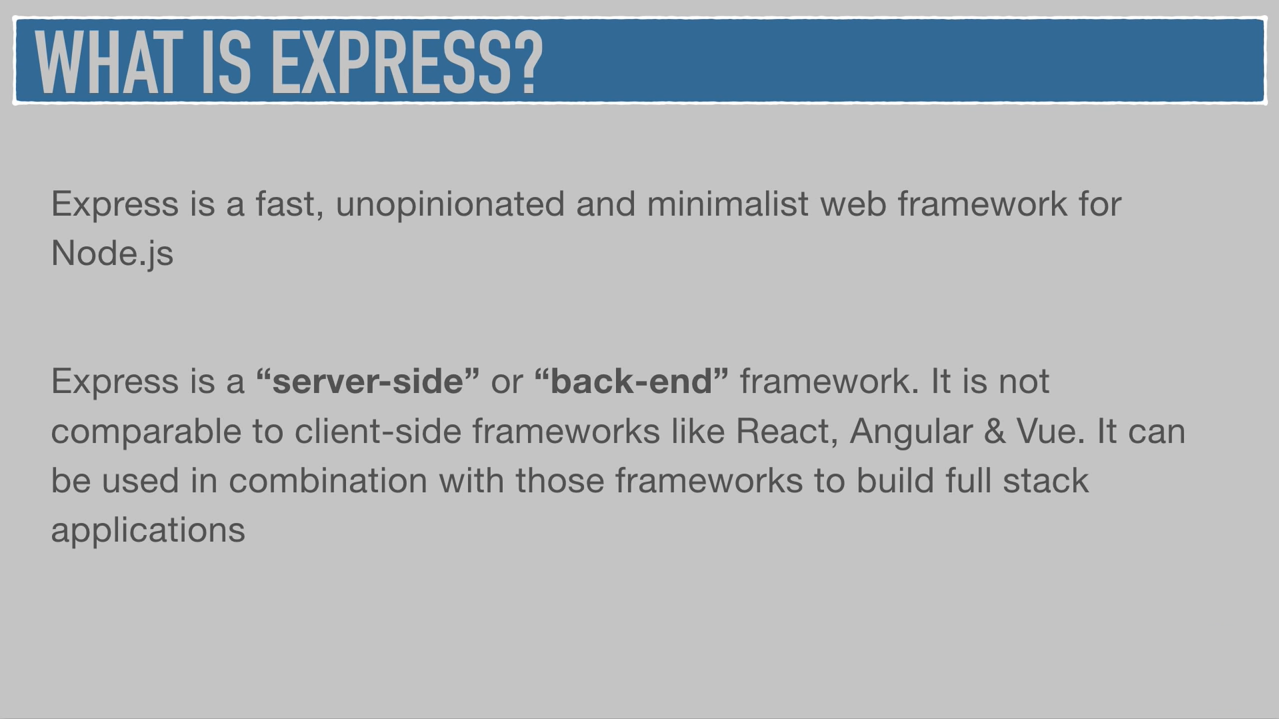 WHAT IS EXPRESS?
Express is a fast, unopinionated and minimalist web framework for
Node.js
Express is a “server-side” or “back-end” framework. It is not
comparable to client-side frameworks like React, Angular & Vue. It can
be used in combination with those frameworks to build full stack
applications